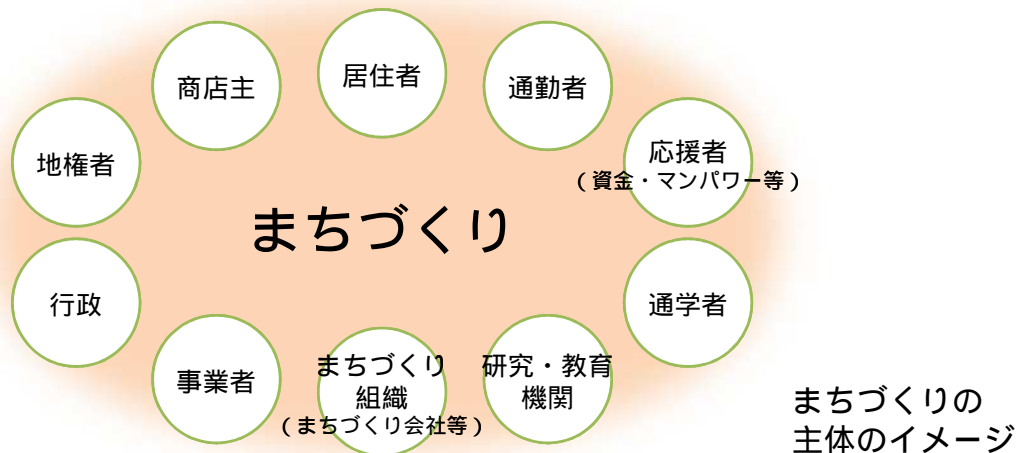 居住者
商店主
通勤者
地権者
応援者
(資金・マンパワー等)
まちづくり
行政
通学者
事業者
まちづくり
組織
(まちづくり会社等)
研究・教育
機関
まちづくりの
主体のイメージ